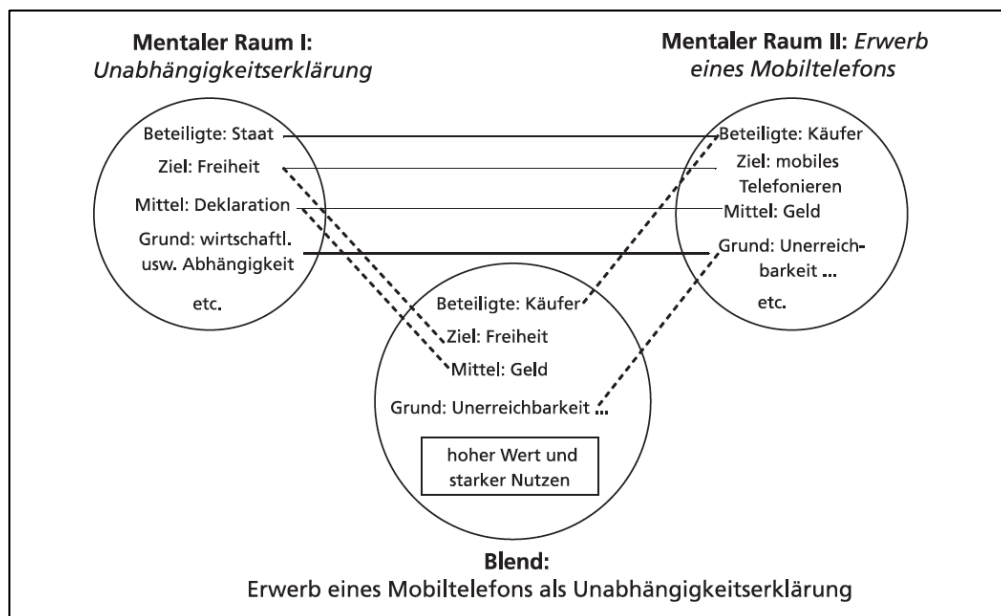 Mentaler Raum I:
Unabhängigkeitserklärung
Beteiligte: Staat
Ziel: Freiheit
Mittel: Deklaration
Grund: wirtschaftl.
usw. Abhängigkeit
etc.
Mentaler Raum II: Erwerb
eines Mobiltelefons
Beteiligte: Käufer
Ziel: mobiles
Telefonieren
Mittel: Geld
Grund: Unerreich-
barkeit ...
etc.
Beteiligte: Käufer
Ziel: Freiheit
Mittel: Geld
Grund: Unerreichbarkeit ...
hoher Wert und
starker Nutzen
Blend:
Erwerb eines Mobiltelefons als Unabhängigkeitserklärung